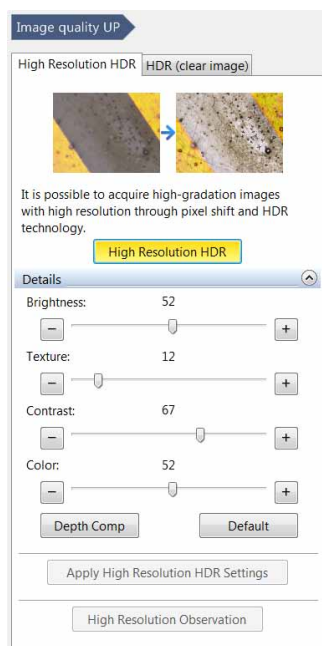 Image quality UP
High Resolution HDR HDR (clear image)
It is possible to acquire high-gradation images
with high resolution through pixel shift and HDR
technology.
High Resolution HDR
Details
Brightness: 52
Texture: 12
Contrast: 67
Color: 52
Depth Comp Default
Apply High Resolution HDR Settings
High Resolution Observation